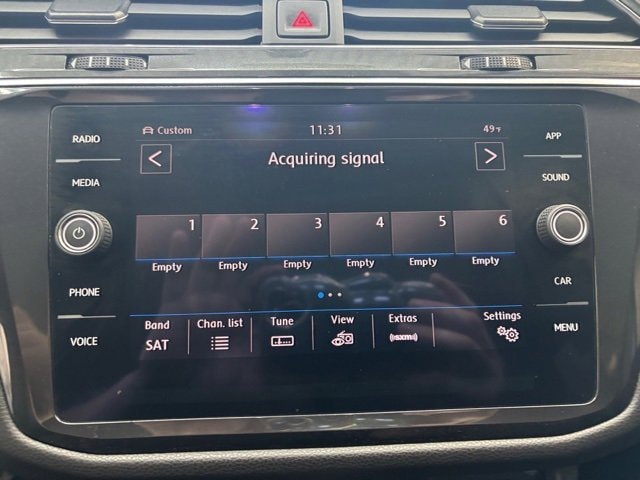 Custom 11:31 49°F
RADIO APP
Acquiring signal
MEDIA SOUND
1 2 3 4 5 6
Empty Empty Empty Empty Empty Empty
PHONE CAR
Band Chan. list Tune View Extras Settings
VOICE SAT ((SXM)) MENU